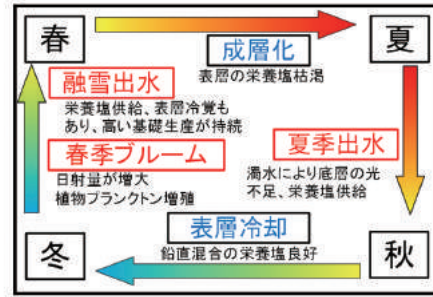 春
夏
成層化
表層の栄養塩枯渇
融雪出水
栄養塩供給、表層冷覚も
あり、高い基礎生産が持続
春季ブルーム
日射量が増大
植物プランクトン増殖
夏季出水
濁水により底層の光
不足、栄養塩供給
冬
表層冷却
鉛直混合の栄養塩良好
秋